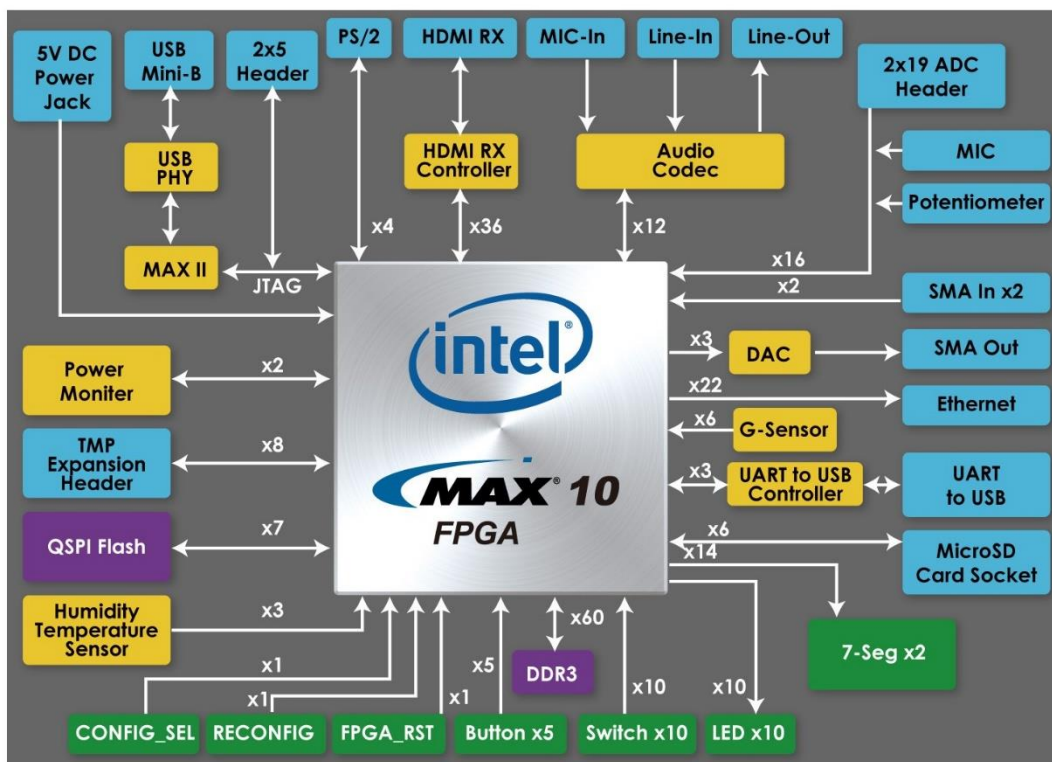 5V DC
Power
Jack
USB
Mini-B
2x5
Header
PS/2
HDMI RX
MIC-In
Line-In
Line-Out
2x19 ADC
Header
USB
PHY
HDMI RX
Controller
Audio
Codec
MIC
Potentiometer
x4
x36
x12
MAX II
JTAG
x16
x2
SMA In x2
intel®
x3
DAC
SMA Out
Power
Moniter
x2
x22
Ethernet
x6
G-Sensor
TMP
Expansion
Header
x8
MAX® 10
FPGA
x3
UART to USB
Controller
UART
to USB
QSPI Flash
x7
x6
x14
MicroSD
Card Socket
Humidity
Temperature
Sensor
x3
x60
7-Seg x2
x1
x5
DDR3
x1
x1
x10
x10
CONFIG_SEL
RECONFIG
FPGA_RST
Button x5
Switch x10
LED x10